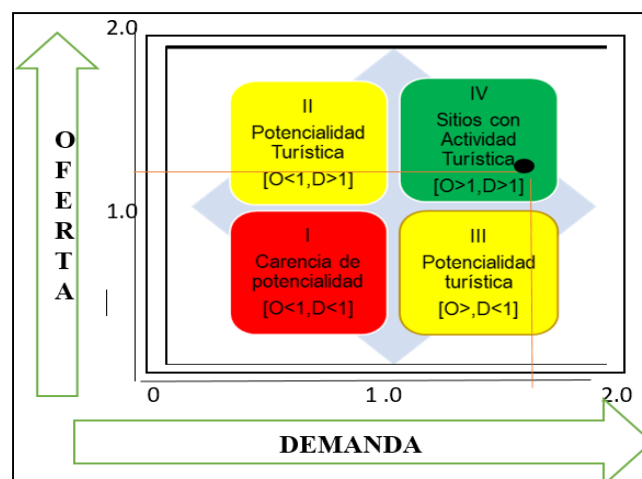 2.0
OFERTA
II
Potencialidad
Turística
[O<1,D>1]
IV
Sitios con
Actividad
Turística
[O>1,D>1]
1.0
I
Carencia de
potencialidad
[O<1,D<1]
III
Potencialidad
turística
[O>,D<1]
0
1 .0
2.0
DEMANDA